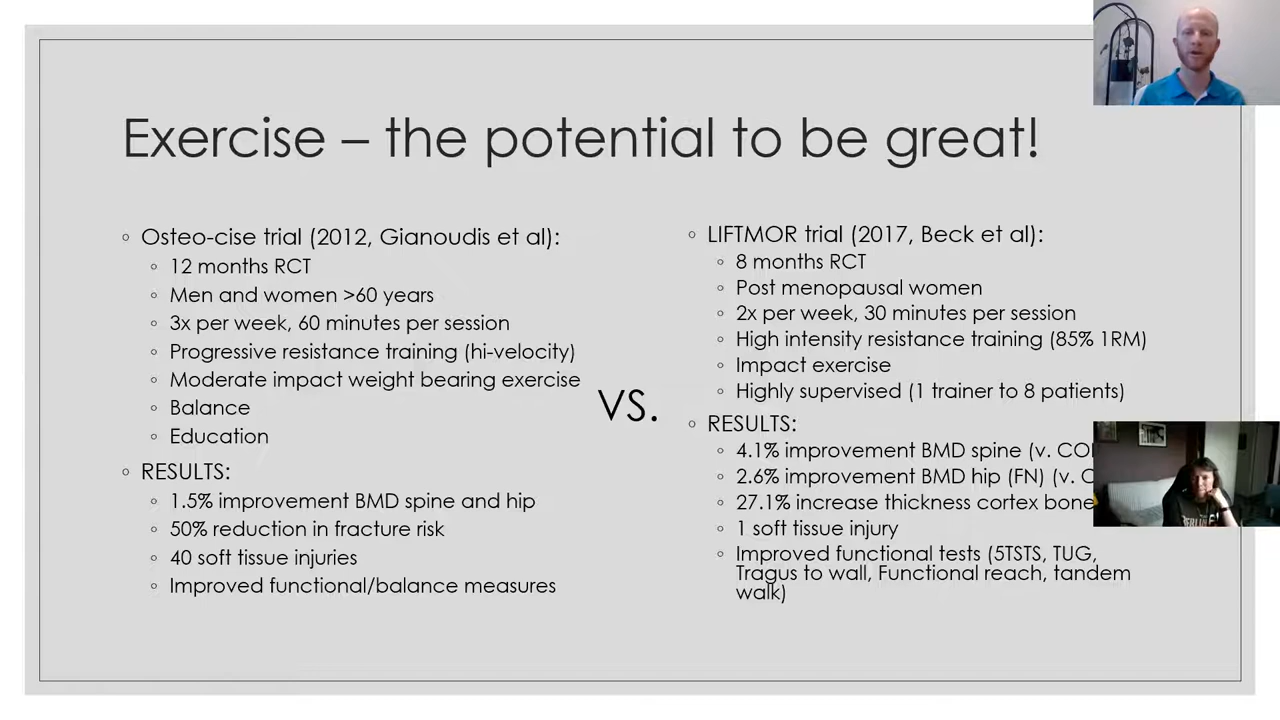 Exercise – the potential to be great!
Osteo-cise trial (2012, Gianoudis et al):
12 months RCT
Men and women >60 years
3x per week, 60 minutes per session
Progressive resistance training (hi-velocity)
Moderate impact weight bearing exercise
Balance
Education
RESULTS:
1.5% improvement BMD spine and hip
50% reduction in fracture risk
40 soft tissue injuries
Improved functional/balance measures
vs.
LIFTMOR trial (2017, Beck et al):
8 months RCT
Post menopausal women
2x per week, 30 minutes per session
High intensity resistance training (85% 1RM)
Impact exercise
Highly supervised (1 trainer to 8 patients)
RESULTS:
4.1% improvement BMD spine (v.
2.6% improvement BMD hip (FN) (v.
27.1% increase thickness cortex bone
1 soft tissue injury
Improved functional tests (5TSTS, TUG,
Tragus to wall, Functional reach, tandem
walk)